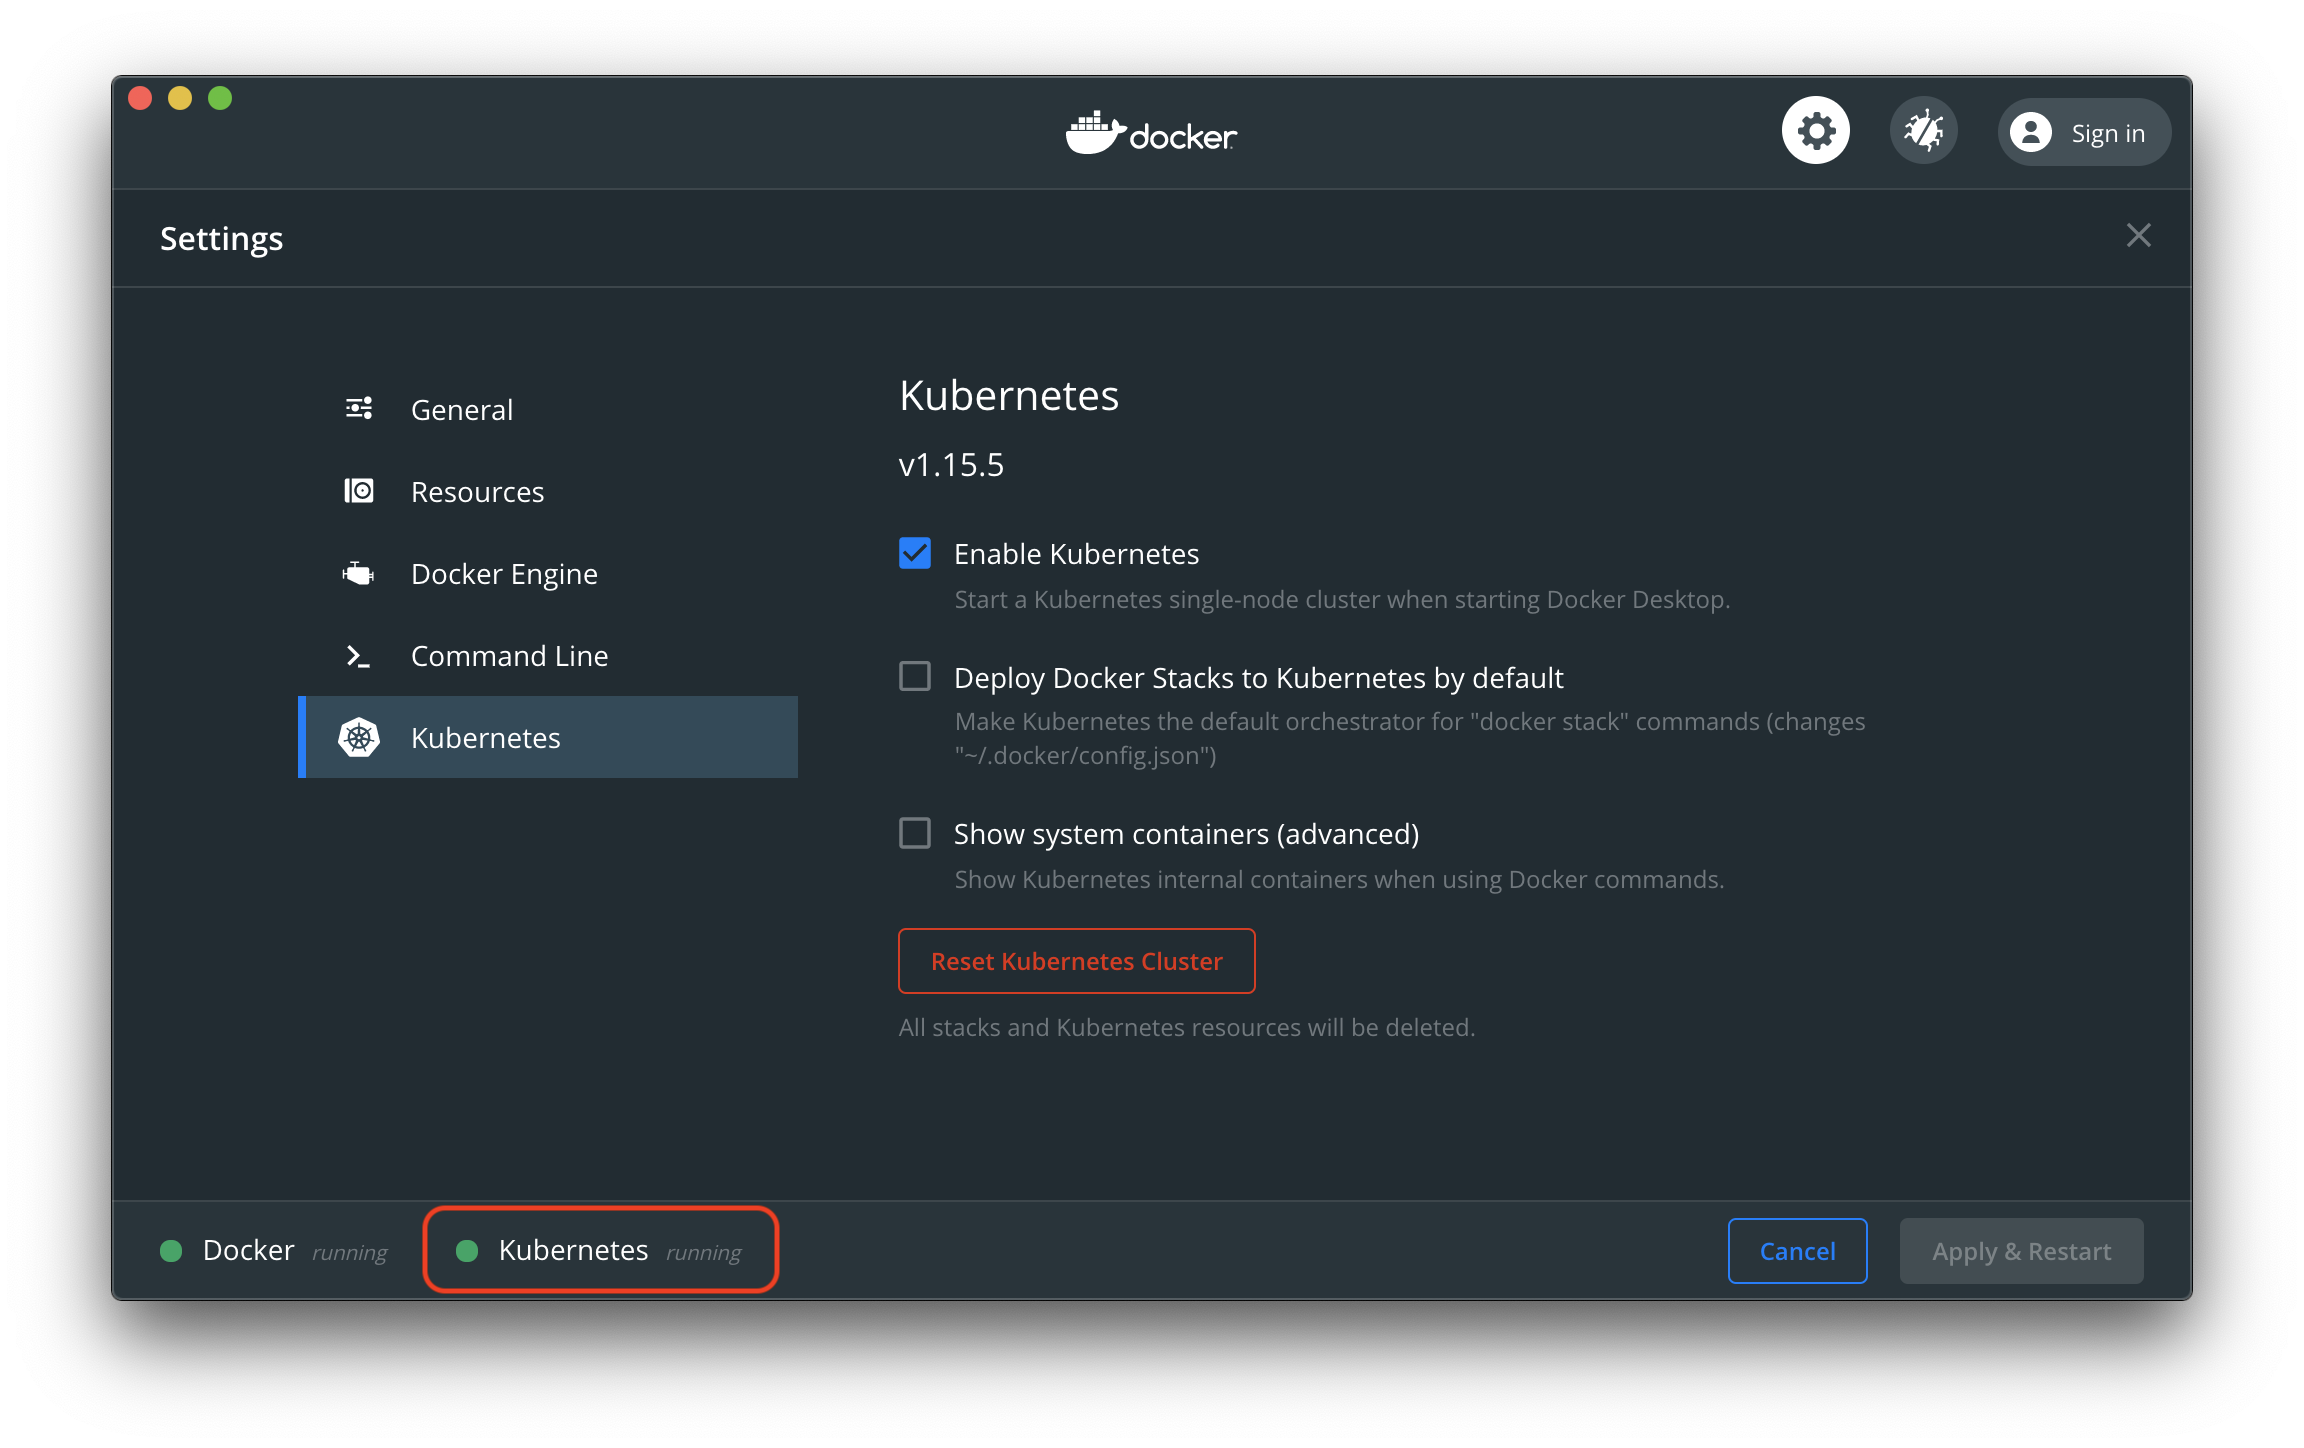 docker
Sign in
Settings
General
Resources
Docker Engine
Command Line
Kubernetes
Kubernetes
v1.15.5
Enable Kubernetes
Start a Kubernetes single-node cluster when starting Docker Desktop.
Deploy Docker Stacks to Kubernetes by default
Make Kubernetes the default orchestrator for "docker stack" commands (changes
"~/.docker/config.json")
Show system containers (advanced)
Show Kubernetes internal containers when using Docker commands.
Reset Kubernetes Cluster
All stacks and Kubernetes resources will be deleted.
Docker running Kubernetes running
Cancel Apply & Restart